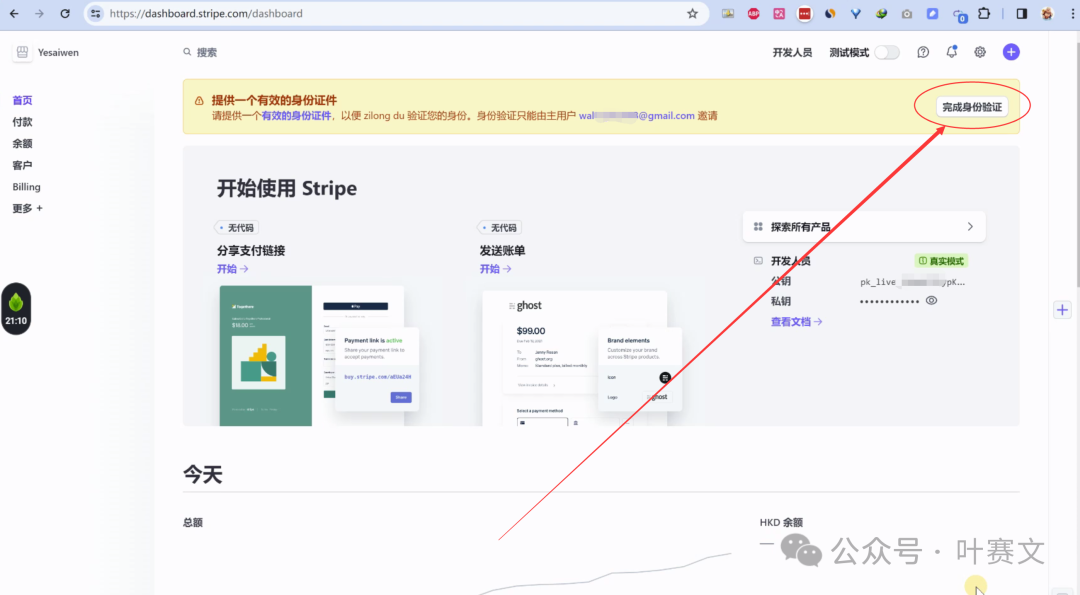 https://dashboard.stripe.com/dashboard
ABP
0
Yesaiwen
搜索
开发人员
测试模式
首页
付款
余额
客户
Billing
更多 +
提供一个有效的身份证件
请提供一个有效的身份证件，以便 zilong du 验证您的身份。身份验证只能由主用户 wal @gmail.com 邀请
完成身份验证
开始使用 Stripe
无代码
分享支付链接
开始 →
无代码
发送账单
开始 →
探索所有产品
开发人员
真实模式
公钥
pk_live_ yPK…
私钥
••••••••••••
查看文档 →
Pay
Payment link is active
Share your payment link to
accept payments.
Share
ghost
$99.00
Select a payment method
Brand elements
Customize your brand
across Stripe products.
Icon
Logo
ghost
21:10
今天
总额
HKD 余额
—
公众号 · 叶赛文